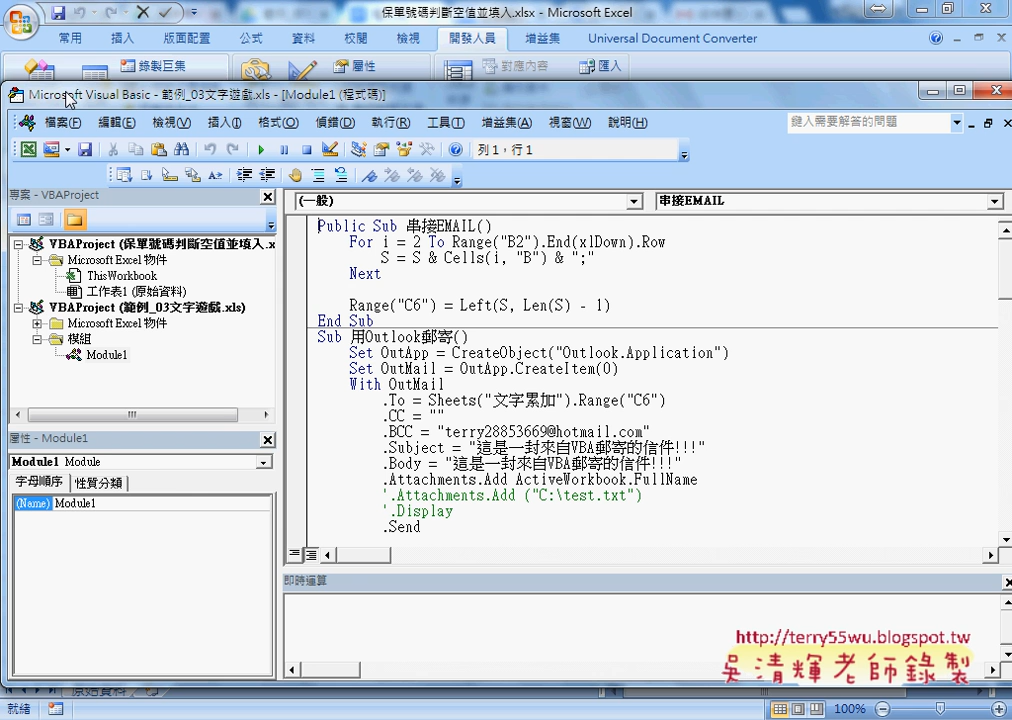 保單號碼判斷空值並填入.xlsx - Microsoft Excel
常用 插入 版面配置 公式 資料 校閱 檢視 開發人員 增益集 Universal Document Converter
錄製巨集 屬性 對應內容 匯入
Microsoft Visual Basic - 範例_03文字遊戲.xls - [Module1 (程式碼)]
檔案(F) 編輯(E) 檢視(V) 插入(I) 格式(O) 偵錯(D) 執行(R) 工具(T) 增益集(A) 視窗(W) 說明(H) 鍵入需要解答的問題
列 1，行 1
專案 - VBAProject
(一般) 串接EMAIL
VBAProject (保單號碼判斷空值並填入.x
Microsoft Excel 物件
ThisWorkbook
工作表1 (原始資料)
VBAProject (範例_03文字遊戲.xls)
Microsoft Excel 物件
模組
Module1
屬性 - Module1
Module1 Module
字母順序 性質分類
(Name) Module1
Public Sub 串接EMAIL()
For i = 2 To Range("B2").End(xlDown).Row
S = S & Cells(i, "B") & ";"
Next
Range("C6") = Left(S, Len(S) - 1)
End Sub
Sub 用Outlook郵寄()
Set OutApp = CreateObject("Outlook.Application")
Set OutMail = OutApp.CreateItem(0)
With OutMail
.To = Sheets("文字累加").Range("C6")
.CC = ""
.BCC = "terry28853669@hotmail.com"
.Subject = "這是一封來自VBA郵寄的信件!!!"
.Body = "這是一封來自VBA郵寄的信件!!!"
.Attachments.Add ActiveWorkbook.FullName
'.Attachments.Add ("C:\test.txt")
'.Display
.Send
即時運算
http://terry55wu.blogspot.tw
吳清輝老師錄製
原始資料
就緒 100%